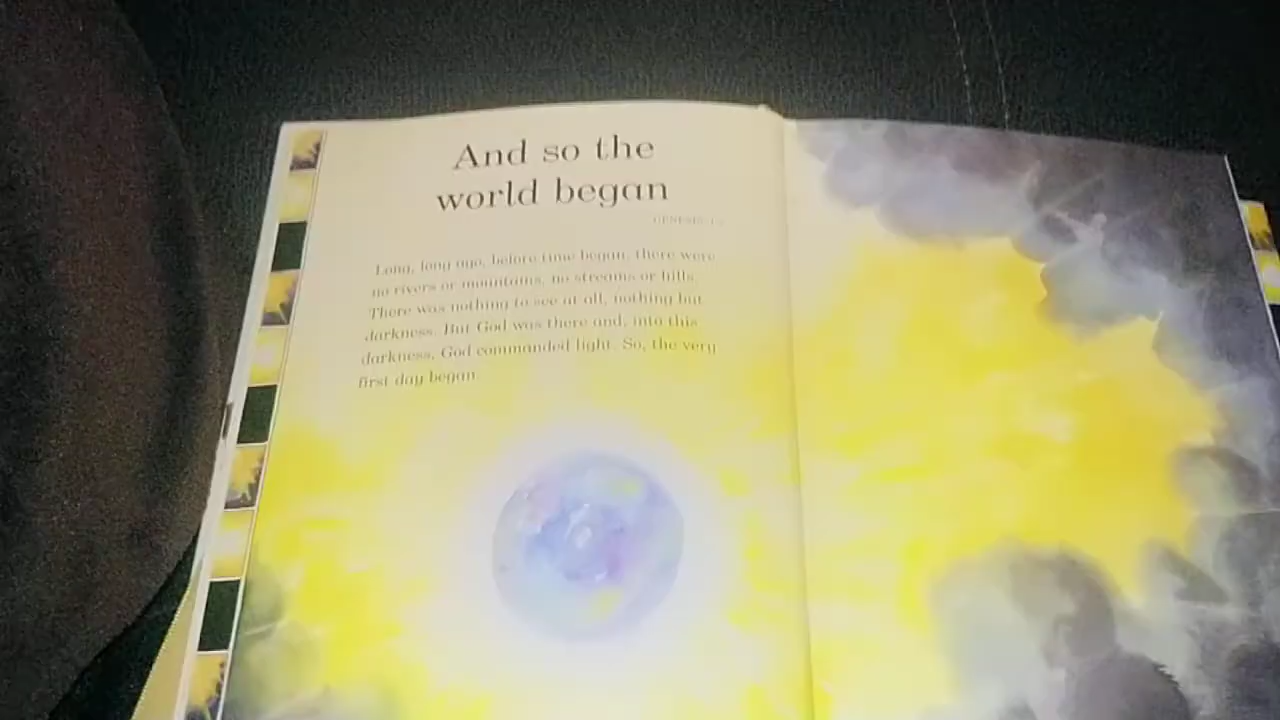 And so the
world began
GENESIS
Long, long ago, before time began, there were
no rivers or mountains, no streams or hills.
There was nothing to see at all, nothing but
darkness. But God was there and, into this
darkness, God commanded light. So, the very
first day began.